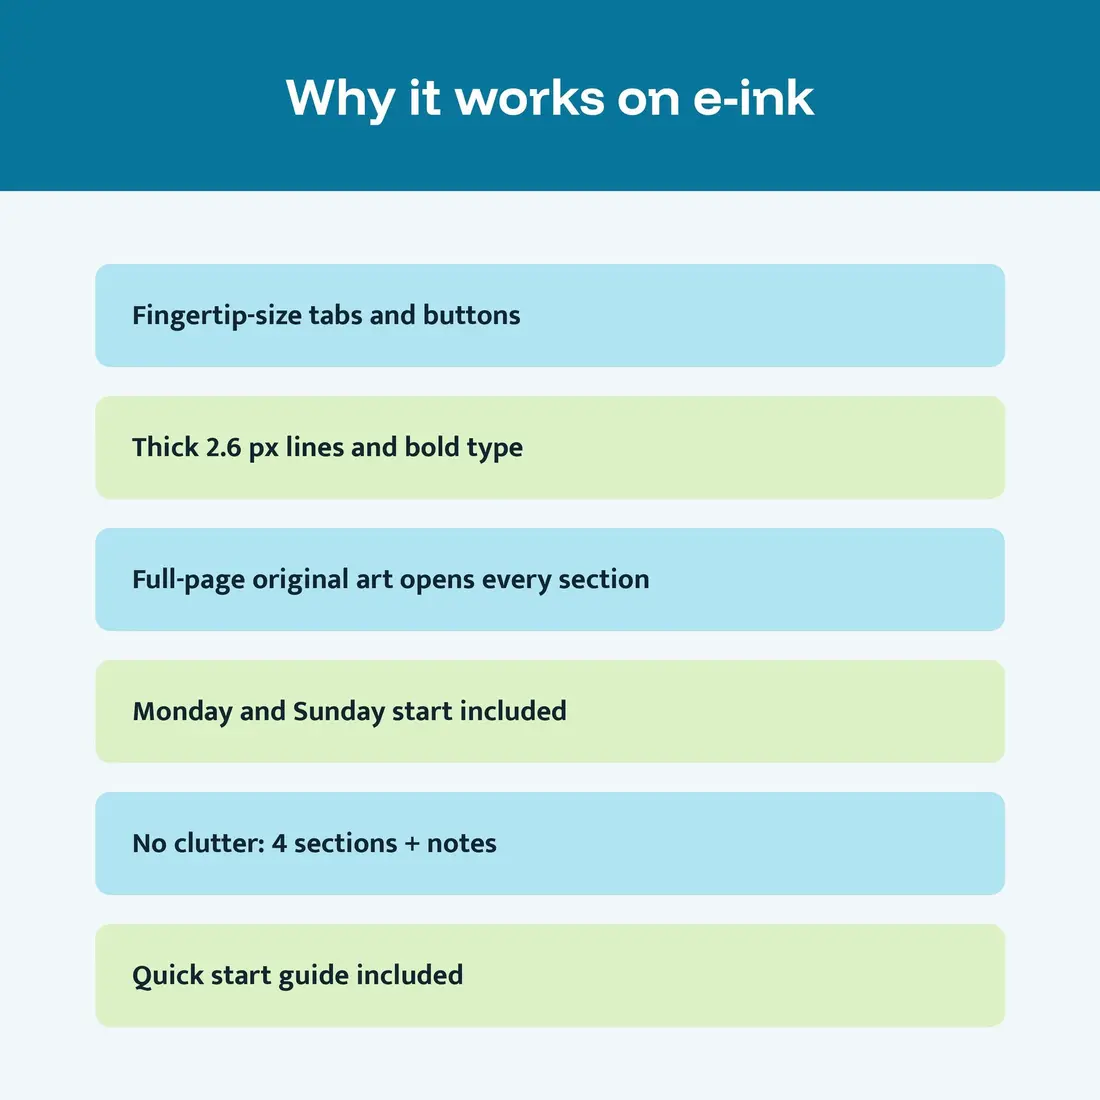 Why it works on e-ink
Fingertip-size tabs and buttons
Thick 2.6 px lines and bold type
Full-page original art opens every section
Monday and Sunday start included
No clutter: 4 sections + notes
Quick start guide included